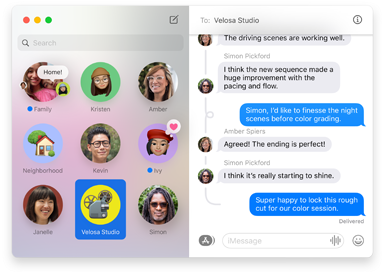 Search
Home!
Family
Kristen
Amber
Neighborhood
Kevin
Ivy
Janelle
Velosa Studio
Simon
To: Velosa Studio
The driving scenes are working well.
Simon Pickford
I think the new sequence made a
huge improvement with the
pacing and flow.
Simon, I'd like to finesse the night
scenes before color grading.
Amber Spiers
Agreed! The ending is perfect!
Simon Pickford
I think it's really starting to shine.
Super happy to lock this rough
cut for our color session.
Delivered
iMessage